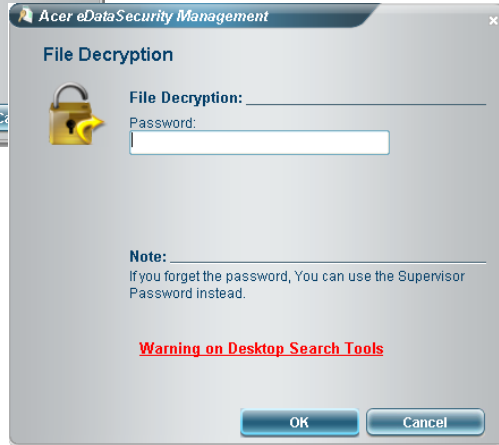 Acer eDataSecurity Management
File Decryption
File Decryption:
Password:
Note:
If you forget the password, You can use the Supervisor
Password instead.
Warning on Desktop Search Tools
OK
Cancel